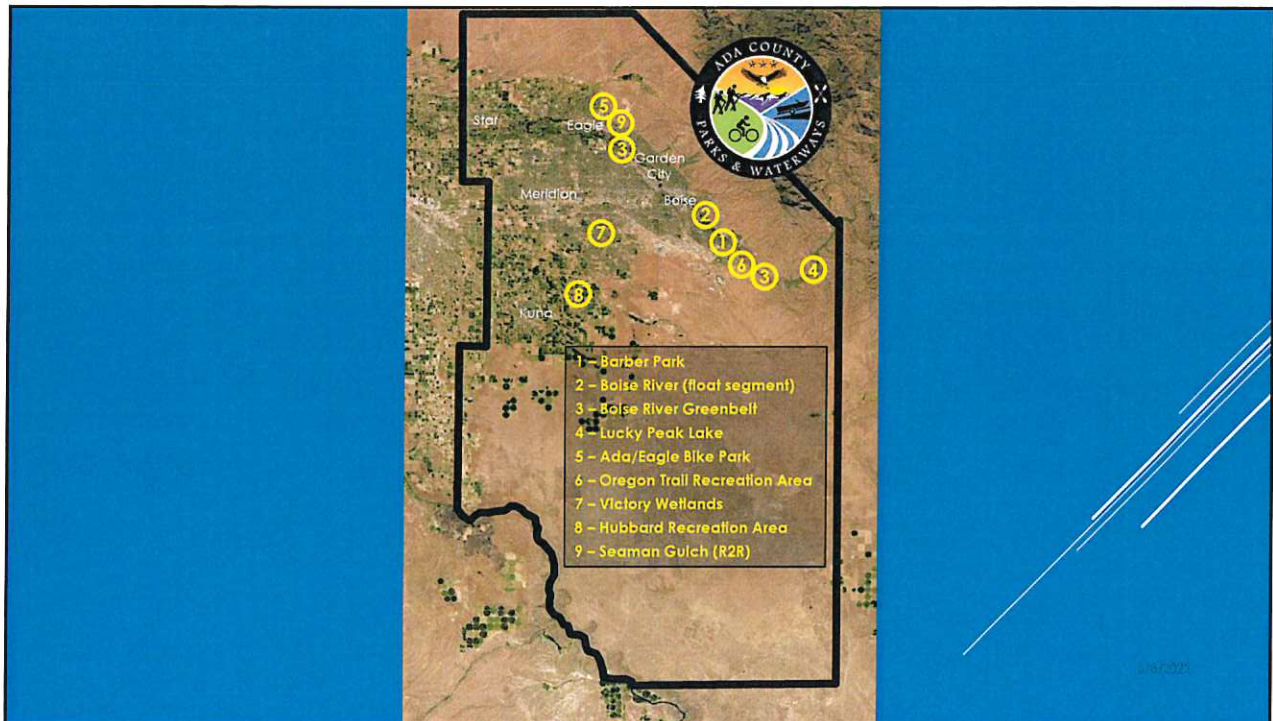 ADA COUNTY
PARKS & WATERWAYS
5
9
Star
Eagle
3
Garden
City
Meridian
Boise
2
7
1
6
3
4
8
Kuna
1 – Barber Park
2 – Boise River (float segment)
3 – Boise River Greenbelt
4 – Lucky Peak Lake
5 – Ada/Eagle Bike Park
6 – Oregon Trail Recreation Area
7 – Victory Wetlands
8 – Hubbard Recreation Area
9 – Seaman Gulch (R2R)